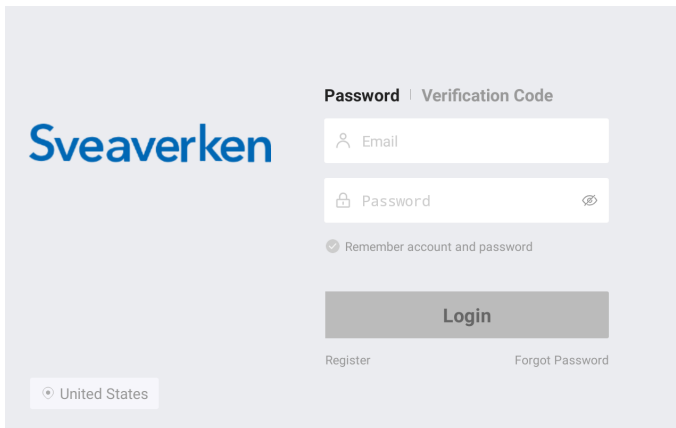 Password | Verification Code
Sveaverken
Email
Password
Remember account and password
Login
Register Forgot Password
United States